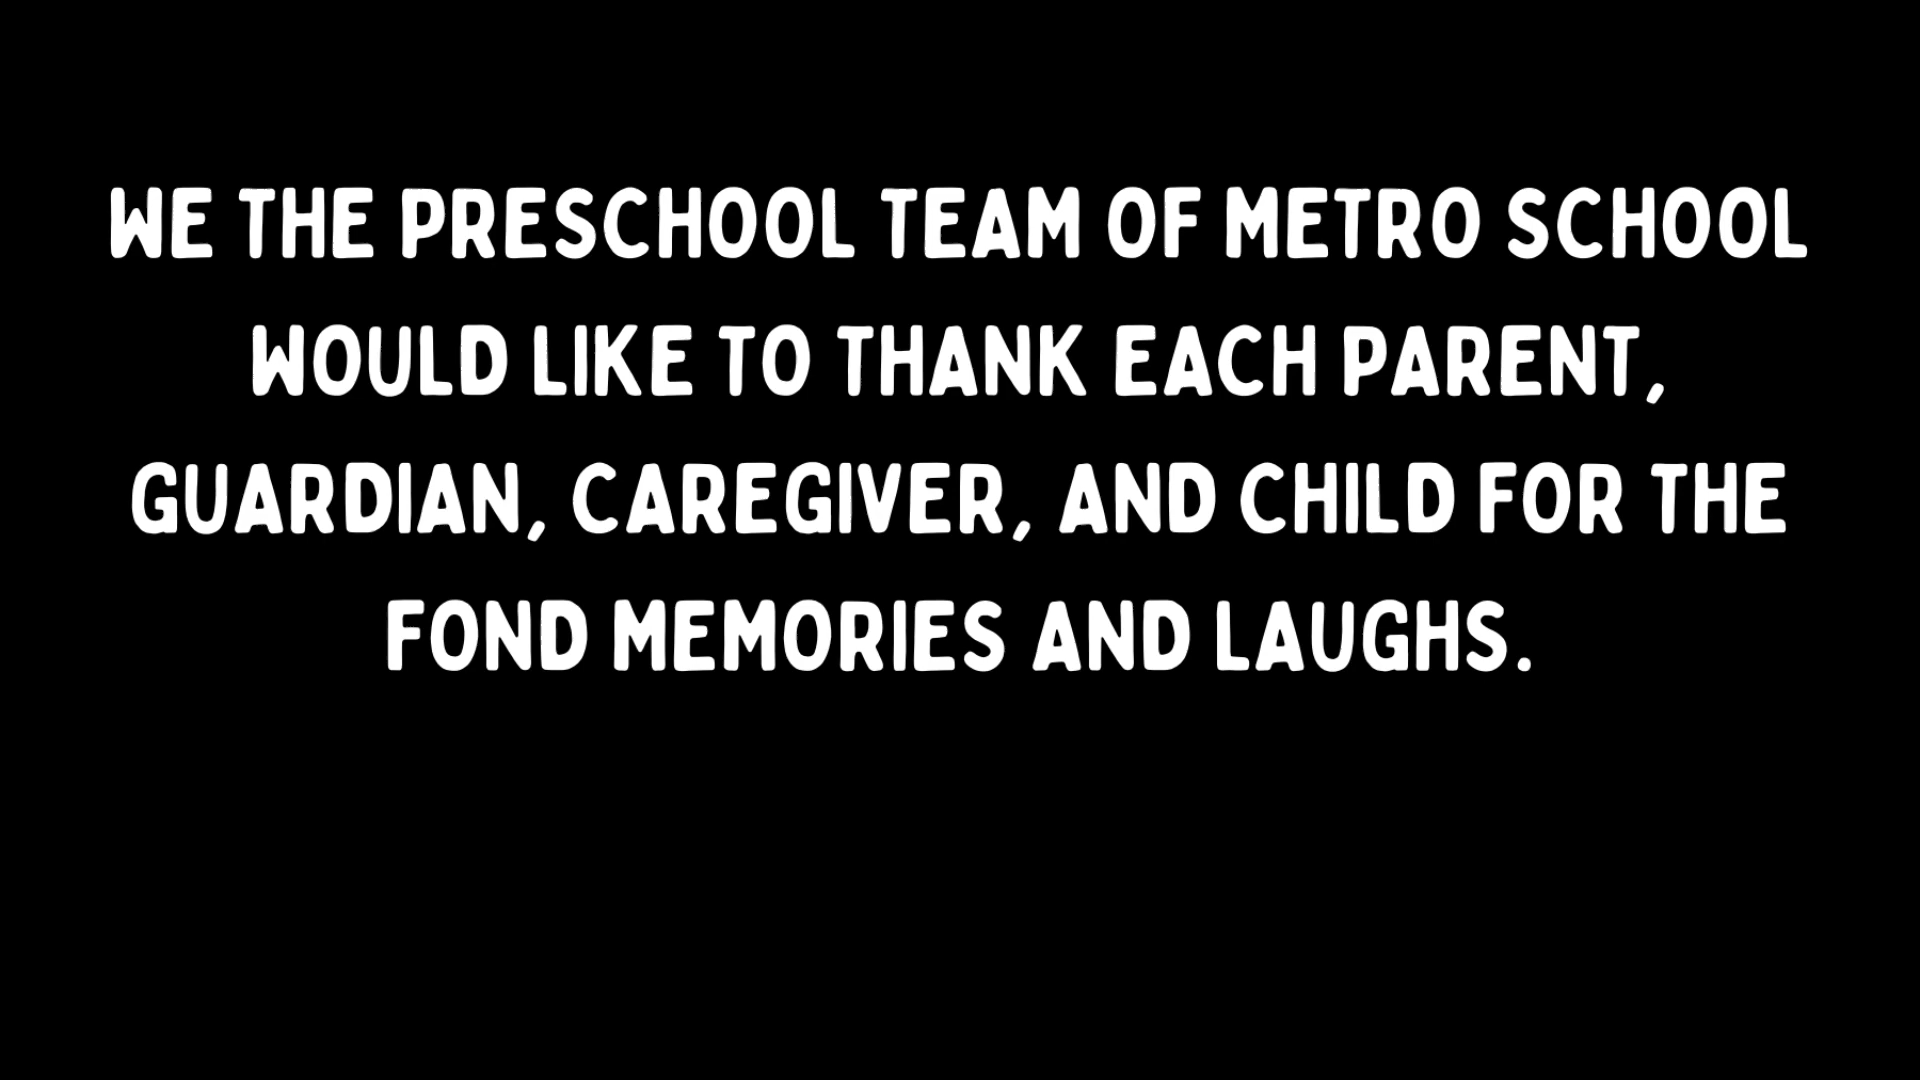 WE THE PRESCHOOL TEAM OF METRO SCHOOL
WOULD LIKE TO THANK EACH PARENT,
GUARDIAN, CAREGIVER, AND CHILD FOR THE
FOND MEMORIES AND LAUGHS.